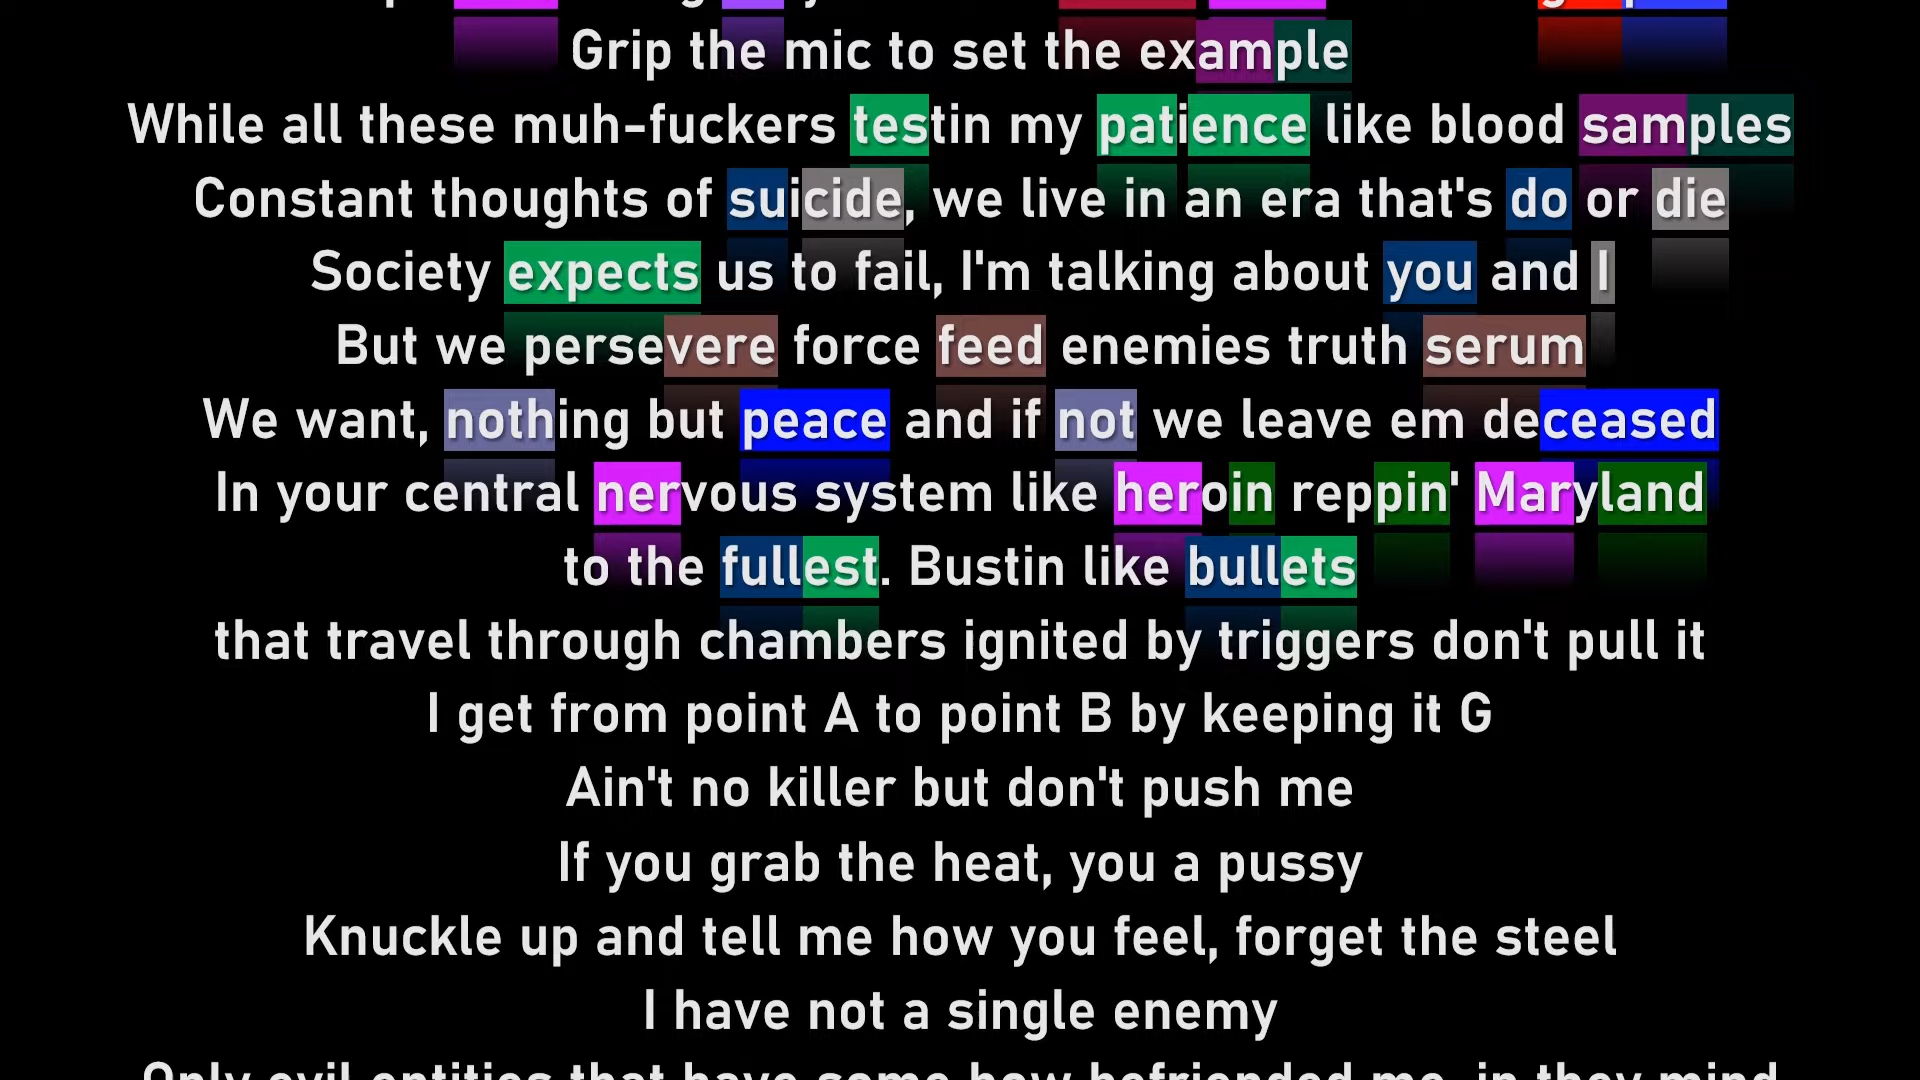 Grip the mic to set the example
While all these muh-fuckers testin my patience like blood samples
Constant thoughts of suicide, we live in an era that's do or die
Society expects us to fail, I'm talking about you and I
But we persevere force feed enemies truth serum
We want, nothing but peace and if not we leave em deceased
In your central nervous system like heroin reppin' Maryland
to the fullest. Bustin like bullets
that travel through chambers ignited by triggers don't pull it
I get from point A to point B by keeping it G
Ain't no killer but don't push me
If you grab the heat, you a pussy
Knuckle up and tell me how you feel, forget the steel
I have not a single enemy
Only evil entities that have some how befriended me, in they mind